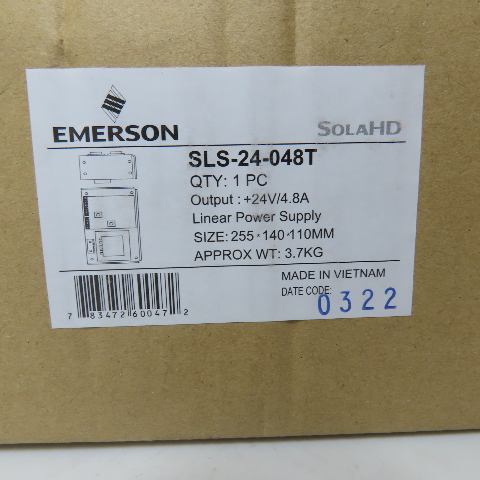 EMERSON
SOLAHD
SLS-24-048T
QTY: 1 PC
Output : +24V/4.8A
Linear Power Supply
SIZE: 255*140*110MM
APPROX WT: 3.7KG
MADE IN VIETNAM
DATE CODE: 0322
7 83472 60047 2